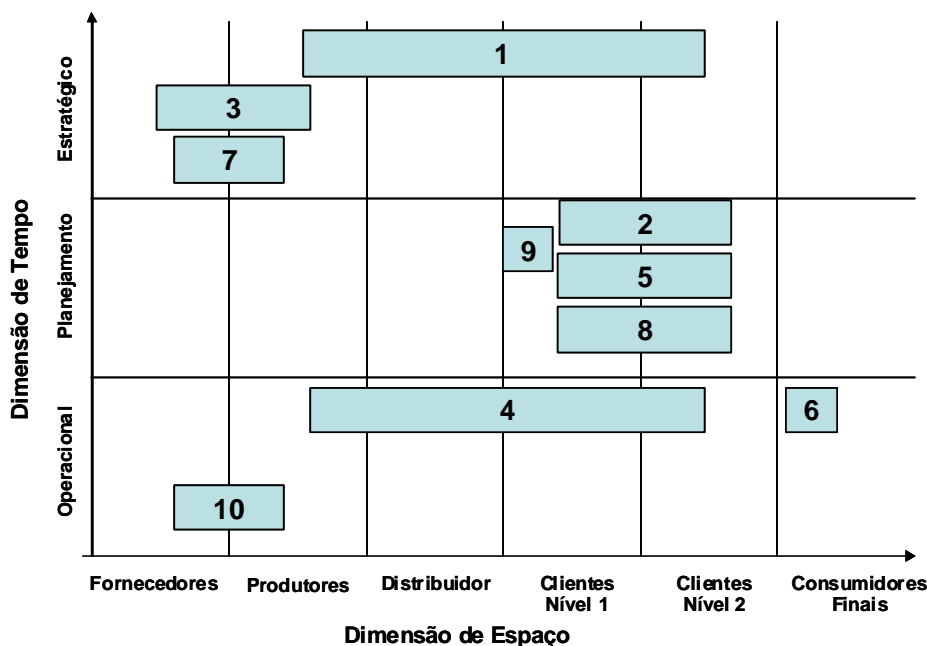 Dimensão de Tempo
Estratégico
Planejamento
Operacional
1
3
7
2
9
5
8
4
6
10
Fornecedores
Produtores
Distribuidor
Clientes
Nível 1
Clientes
Nível 2
Consumidores
Finais
Dimensão de Espaço